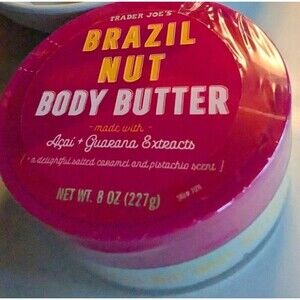 TRADER JOE'S
BRAZIL
NUT
BODY BUTTER
- made with -
Açaí + Guarana Extracts
[a delightful salted caramel and pistachio scent]
NET WT. 8 OZ (227g)